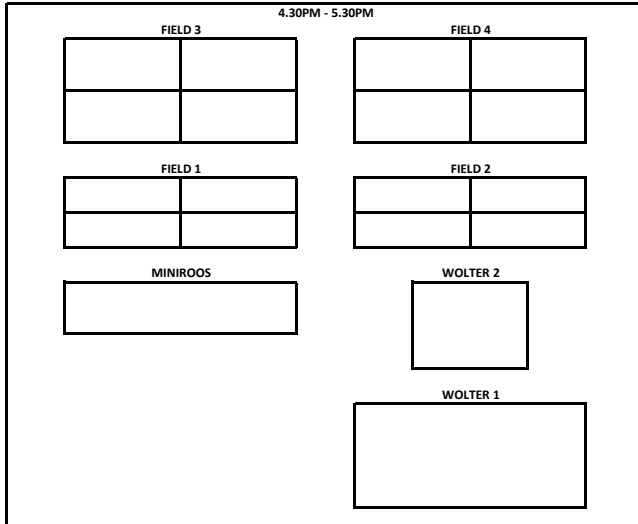 4.30PM - 5.30PM
FIELD 3 FIELD 4
FIELD 1 FIELD 2
MINIROOS WOLTER 2
WOLTER 1